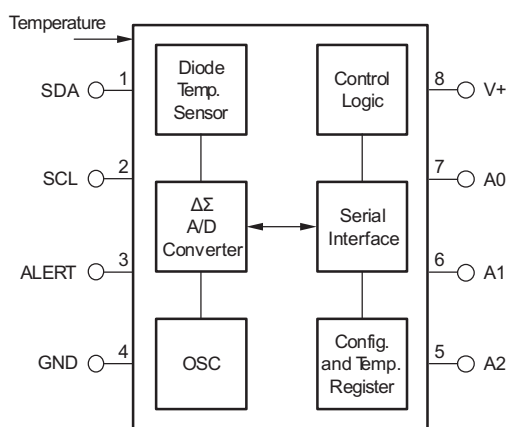 Temperature
1
SDA
2
SCL
3
ALERT
4
GND
Diode
Temp.
Sensor
ΔΣ
A/D
Converter
OSC
Control
Logic
Serial
Interface
Config.
and Temp.
Register
8
V+
7
A0
6
A1
5
A2